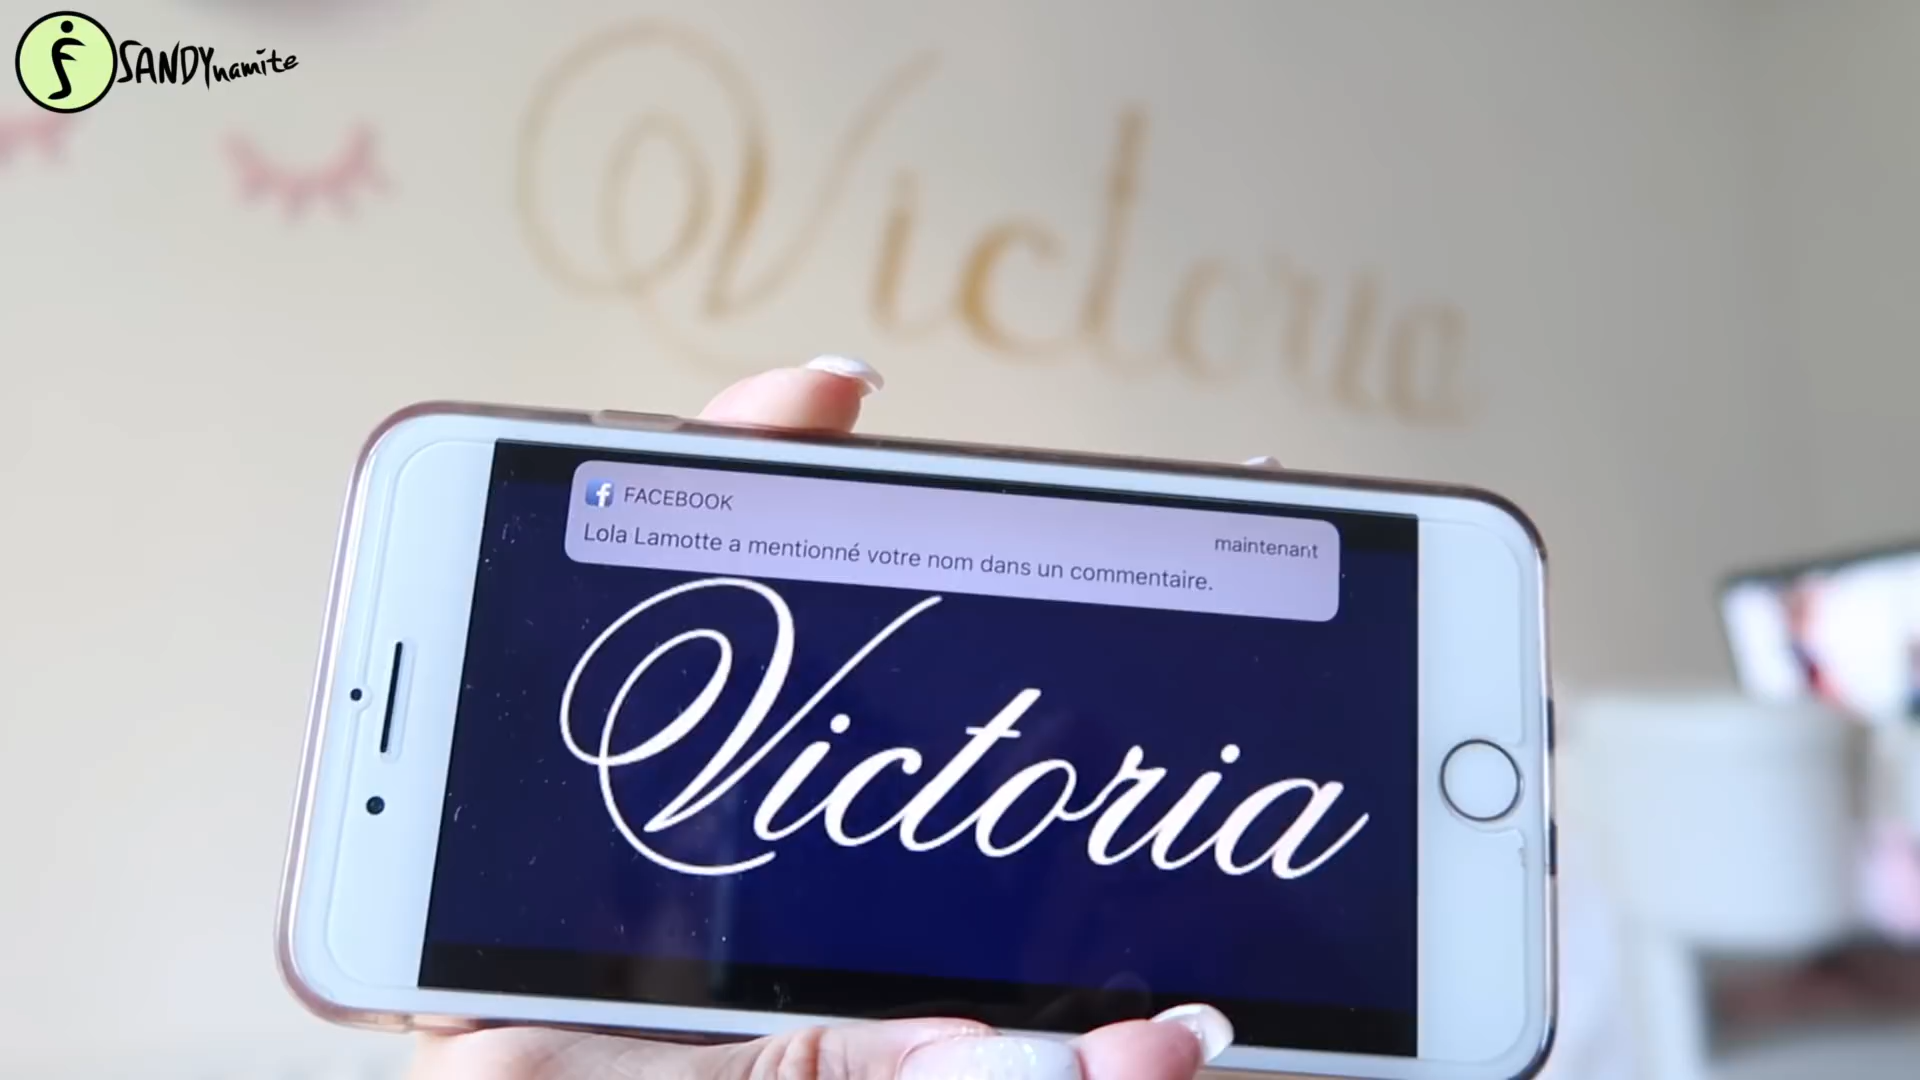 SANDYnamite
Victoria
FACEBOOK
maintenant
Lola Lamotte a mentionné votre nom dans un commentaire.
Victoria